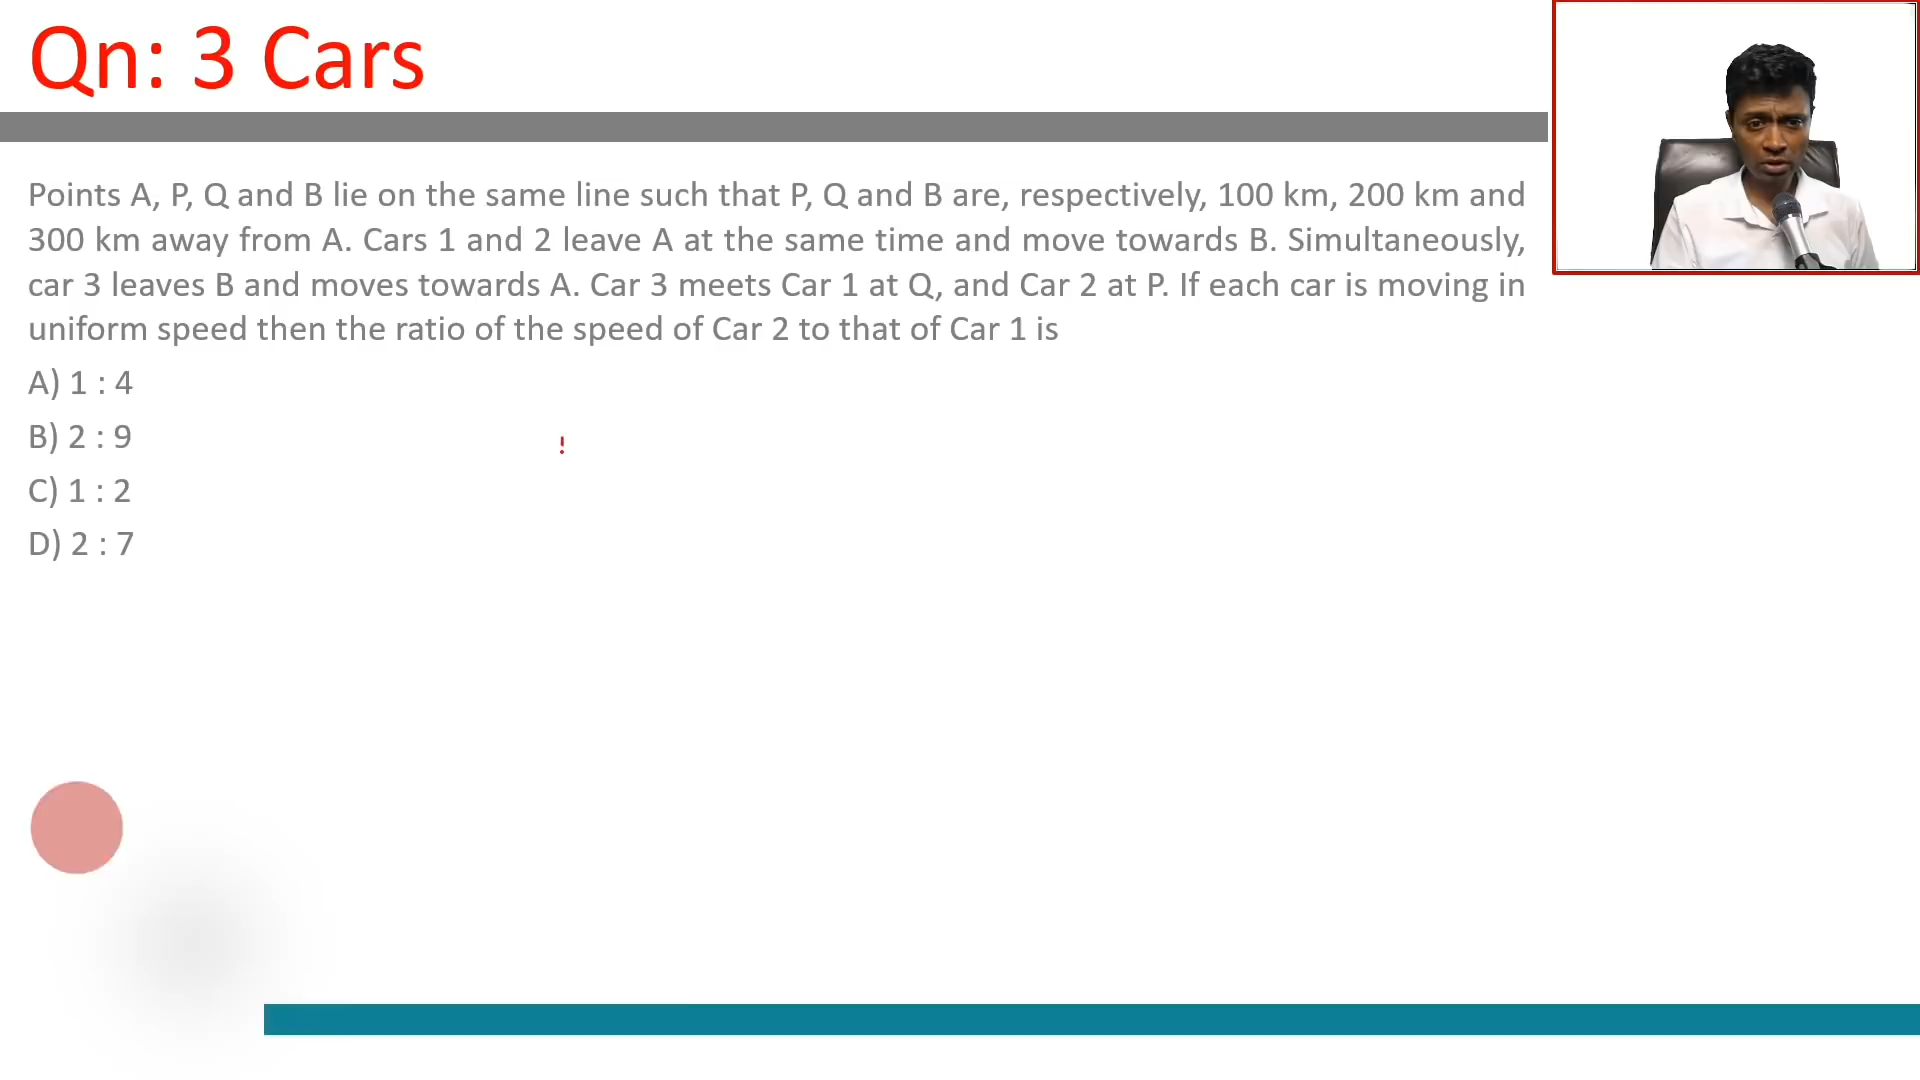 Qn: 3 Cars
Points A, P, Q and B lie on the same line such that P, Q and B are, respectively, 100 km, 200 km and
300 km away from A. Cars 1 and 2 leave A at the same time and move towards B. Simultaneously,
car 3 leaves B and moves towards A. Car 3 meets Car 1 at Q, and Car 2 at P. If each car is moving in
uniform speed then the ratio of the speed of Car 2 to that of Car 1 is
A) 1 : 4
B) 2 : 9
!
C) 1 : 2
D) 2 : 7